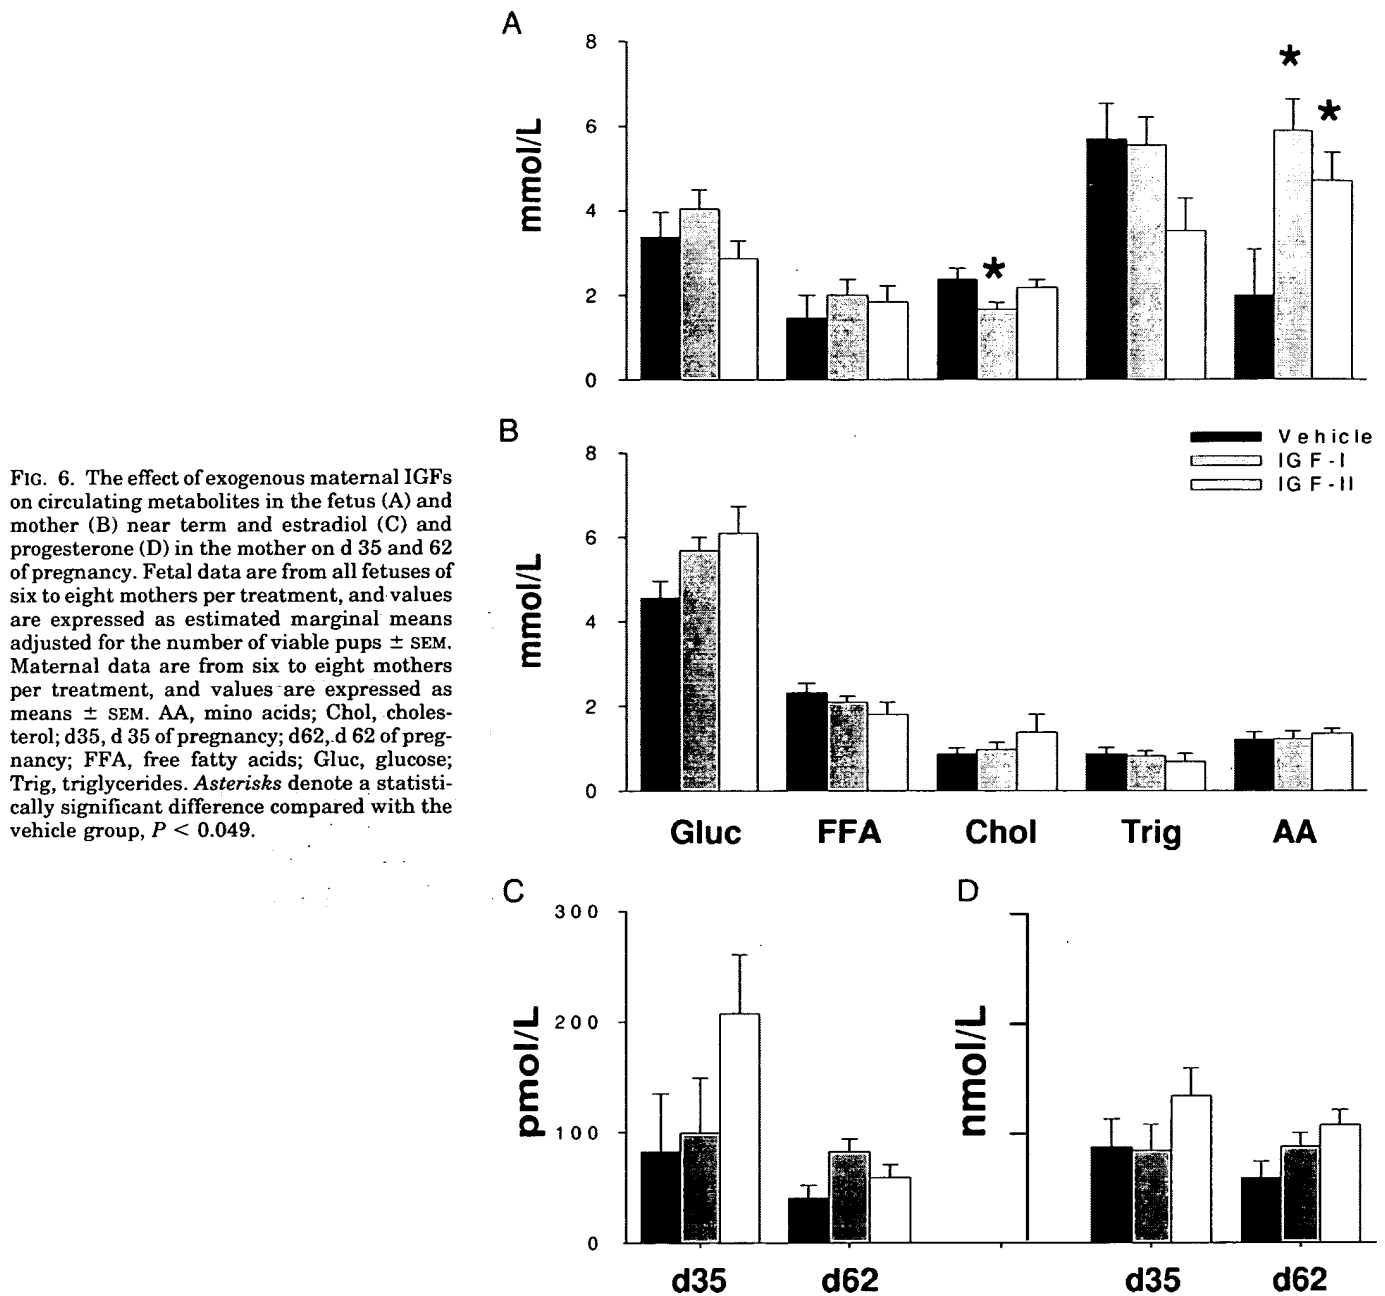 A
8
6
4
2
0
mmol/L
★
★
★
B
Vehicle
IGF-I
IGF-II
8
6
4
2
0
mmol/L
Gluc FFA Chol Trig AA
FIG. 6. The effect of exogenous maternal IGFs
on circulating metabolites in the fetus (A) and
mother (B) near term and estradiol (C) and
progesterone (D) in the mother on d 35 and 62
of pregnancy. Fetal data are from all fetuses of
six to eight mothers per treatment, and values
are expressed as estimated marginal means
adjusted for the number of viable pups ± SEM.
Maternal data are from six to eight mothers
per treatment, and values are expressed as
means ± SEM. AA, mino acids; Chol, choles-
terol; d35, d 35 of pregnancy; d62, d 62 of preg-
nancy; FFA, free fatty acids; Gluc, glucose;
Trig, triglycerides. Asterisks denote a statisti-
cally significant difference compared with the
vehicle group, P < 0.049.
C
300
200
100
0
pmol/L
d35 d62
D
nmol/L
d35 d62